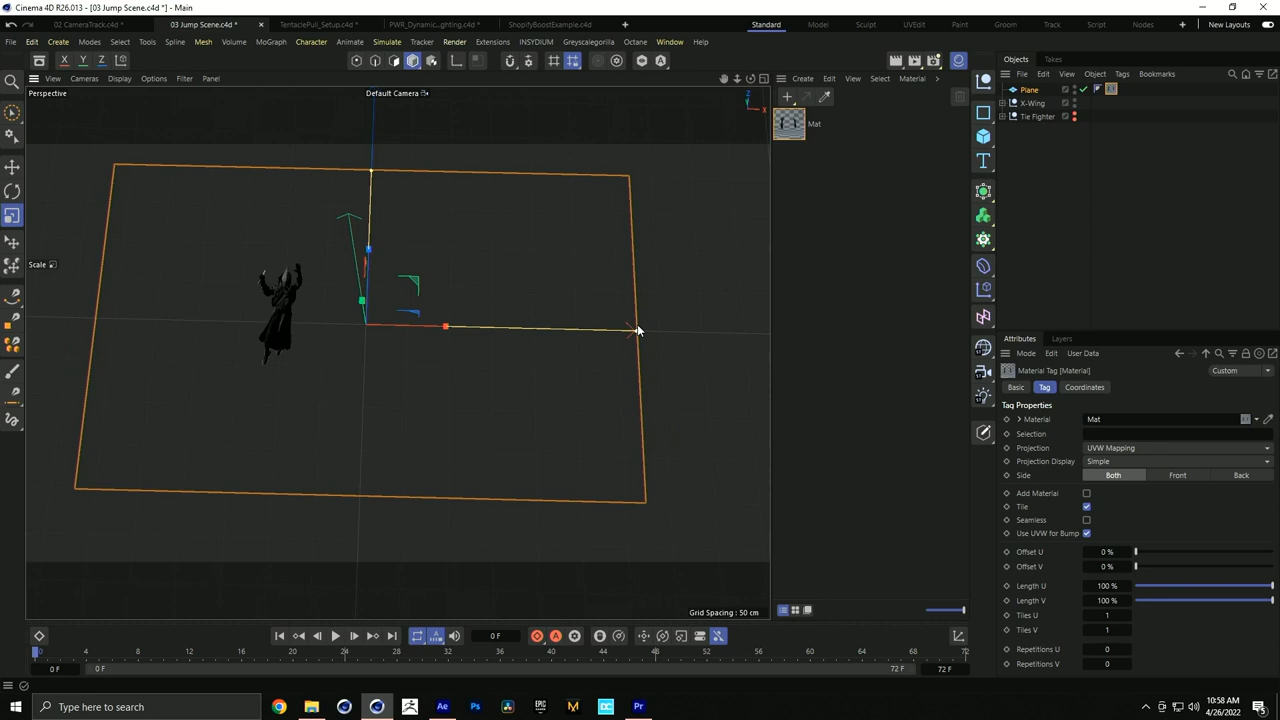 Cinema 4D R26.013 - [03 Jump Scene.c4d *] - Main
02 CameraTrack.c4d *
03 Jump Scene.c4d *
TentaclePull_Setup.c4d *
PWR_Dynamic...ghting.c4d *
ShopifyBoostExample.c4d
Standard
Model
Sculpt
UVEdit
Paint
Groom
Track
Script
Nodes
New Layouts
File Edit Create Modes Select Tools Spline Mesh Volume MoGraph Character Animate Simulate Tracker Render Extensions INSYDIUM Greyscalegorilla Octane Window Help
X Y Z
View Cameras Display Options Filter Panel
Create Edit View Select Material
Perspective
Default Camera
Y
X
Mat
Scale
Grid Spacing : 50 cm
Objects Takes
File Edit View Object Tags Bookmarks
Plane
X-Wing
Tie Fighter
Attributes Layers
Mode Edit User Data
Material Tag [Material]
Custom
Basic Tag Coordinates
Tag Properties
Material Mat
Selection
Projection UVW Mapping
Projection Display Simple
Side Both Front Back
Add Material
Tile
Seamless
Use UVW for Bump
Offset U 0 %
Offset V 0 %
Length U 100 %
Length V 100 %
Tiles U 1
Tiles V 1
Repetitions U 0
Repetitions V 0
0 F
0 4 8 12 16 20 24 28 32 36 40 44 48 52 56 60 64 68 72
0 F 0 F 72 F 72 F
Type here to search
Ae Ps DC Pr
10:58 AM
4/26/2022